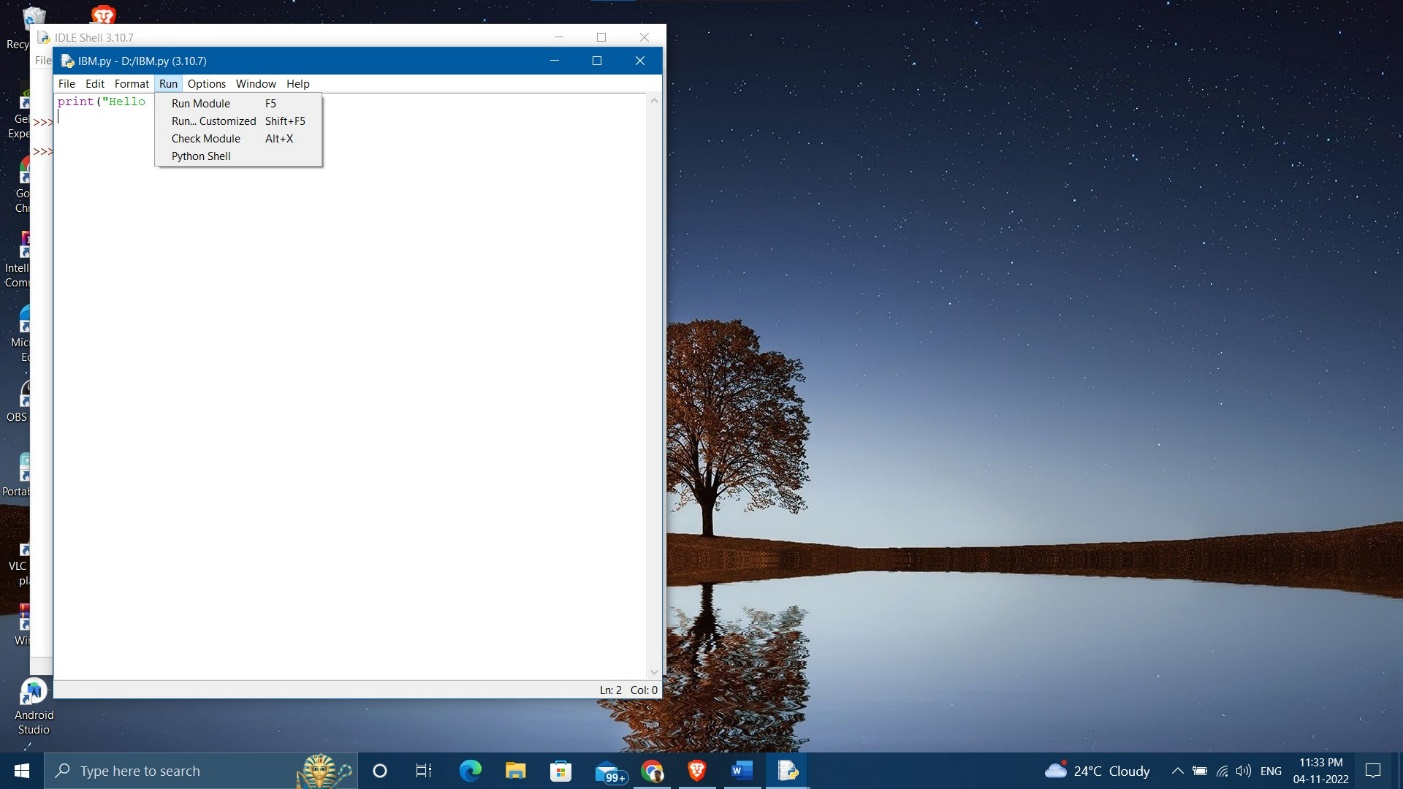 IDLE Shell 3.10.7
File
IBM.py - D:/IBM.py (3.10.7)
File Edit Format Run Options Window Help
print("Hello
Run Module F5
Run... Customized Shift+F5
Check Module Alt+X
Python Shell
>>>
>>>
Ln: 2 Col: 0
OBS
VLC
Android
Studio
Type here to search
99+
24°C Cloudy
ENG
11:33 PM
04-11-2022